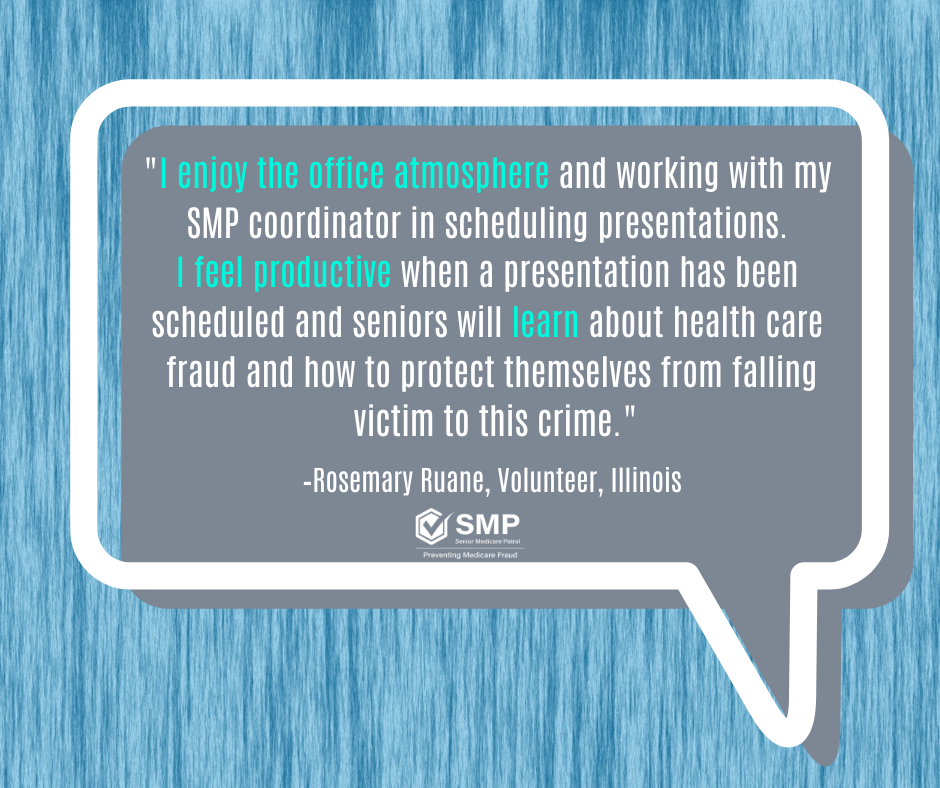 "I enjoy the office atmosphere and working with my
SMP coordinator in scheduling presentations.
I feel productive when a presentation has been
scheduled and seniors will learn about health care
fraud and how to protect themselves from falling
victim to this crime."
-Rosemary Ruane, Volunteer, Illinois
SMP
Senior Medicare Patrol
Preventing Medicare Fraud